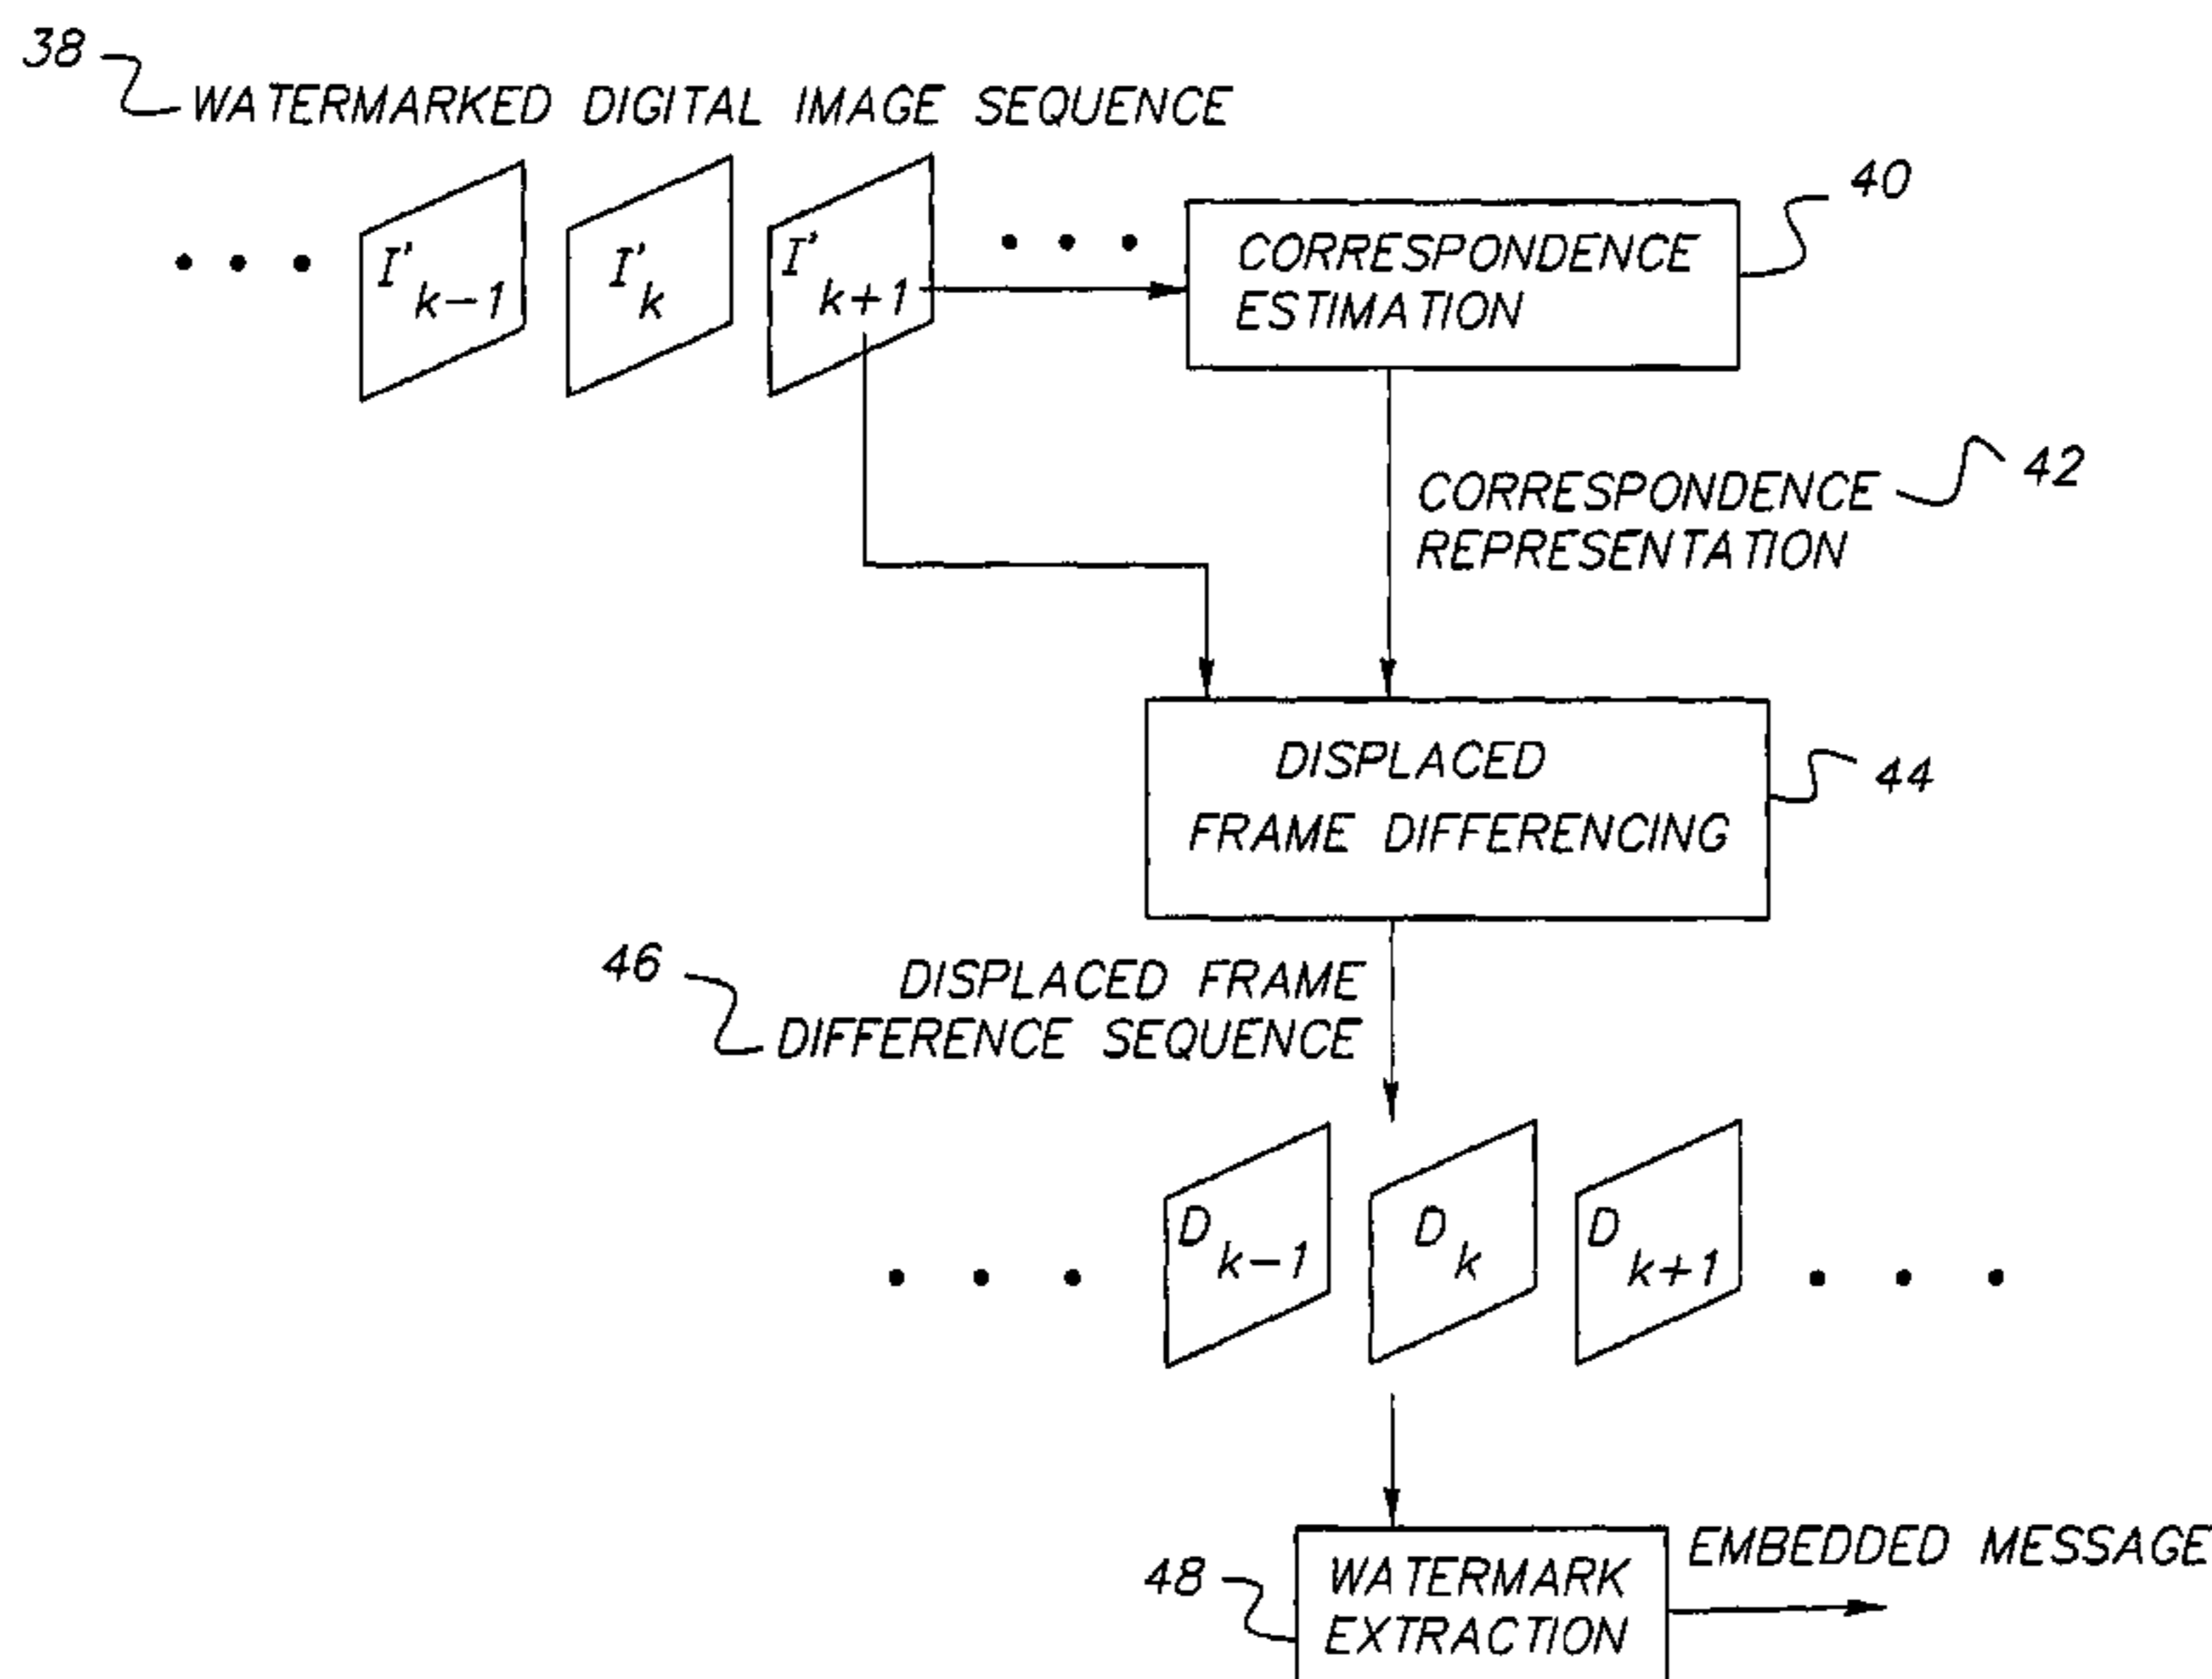 38
WATERMARKED DIGITAL IMAGE SEQUENCE
40
I'k-1
I'k
I'k+1
CORRESPONDENCE
ESTIMATION
42
CORRESPONDENCE
REPRESENTATION
DISPLACED
FRAME DIFFERENCING
44
46
DISPLACED FRAME
DIFFERENCE SEQUENCE
Dk-1
Dk
Dk+1
48
WATERMARK
EXTRACTION
EMBEDDED MESSAGE